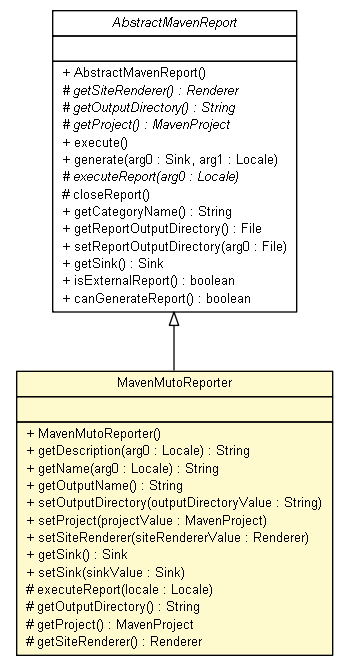 AbstractMavenReport
+ AbstractMavenReport()
# getSiteRenderer() : Renderer
# getOutputDirectory() : String
# getProject() : MavenProject
+ execute()
+ generate(arg0 : Sink, arg1 : Locale)
# executeReport(arg0 : Locale)
# closeReport()
+ getCategoryName() : String
+ getReportOutputDirectory() : File
+ setReportOutputDirectory(arg0 : File)
+ getSink() : Sink
+ isExternalReport() : boolean
+ canGenerateReport() : boolean
MavenMutoReporter
+ MavenMutoReporter()
+ getDescription(arg0 : Locale) : String
+ getName(arg0 : Locale) : String
+ getOutputName() : String
+ setOutputDirectory(outputDirectoryValue : String)
+ setProject(projectValue : MavenProject)
+ setSiteRenderer(siteRendererValue : Renderer)
+ getSink() : Sink
+ setSink(sinkValue : Sink)
# executeReport(locale : Locale)
# getOutputDirectory() : String
# getProject() : MavenProject
# getSiteRenderer() : Renderer